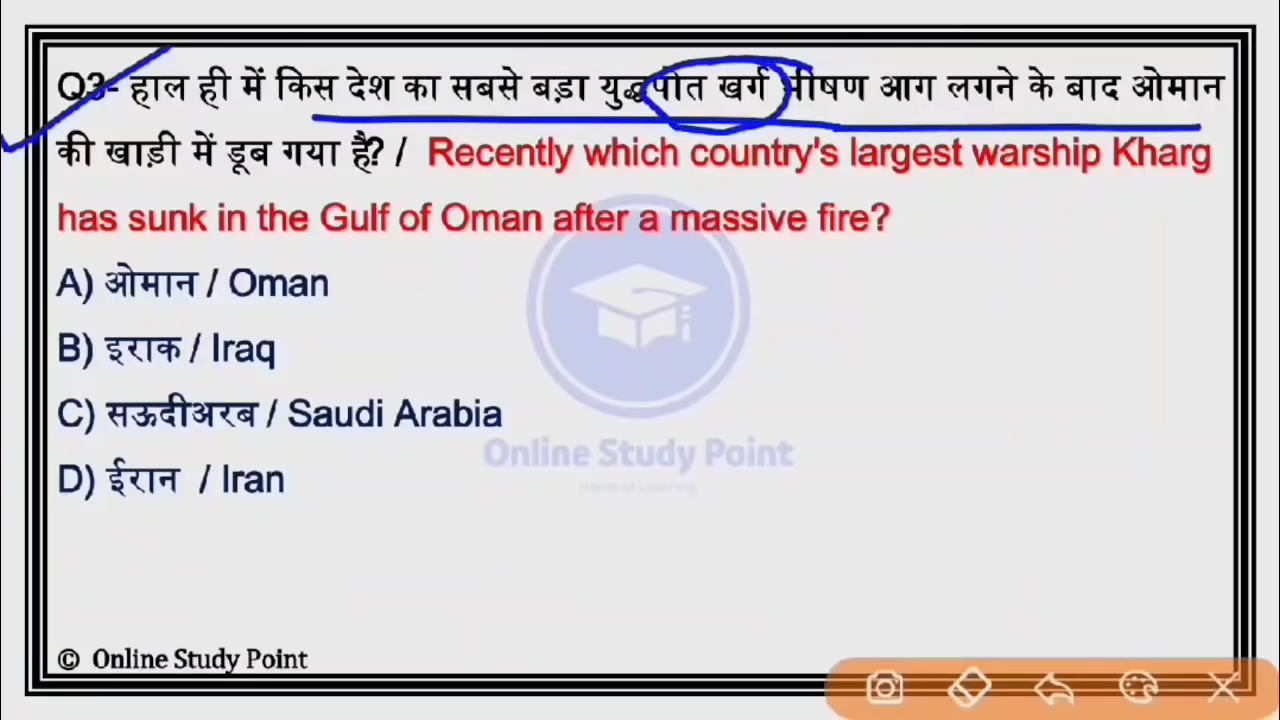 Q3- हाल ही में किस देश का सबसे बड़ा युद्धपोत खर्ग भीषण आग लगने के बाद ओमान
की खाड़ी में डूब गया है? / Recently which country's largest warship Kharg
has sunk in the Gulf of Oman after a massive fire?
A) ओमान / Oman
B) इराक / Iraq
C) सऊदीअरब / Saudi Arabia
Online Study Point
D) ईरान / Iran
© Online Study Point